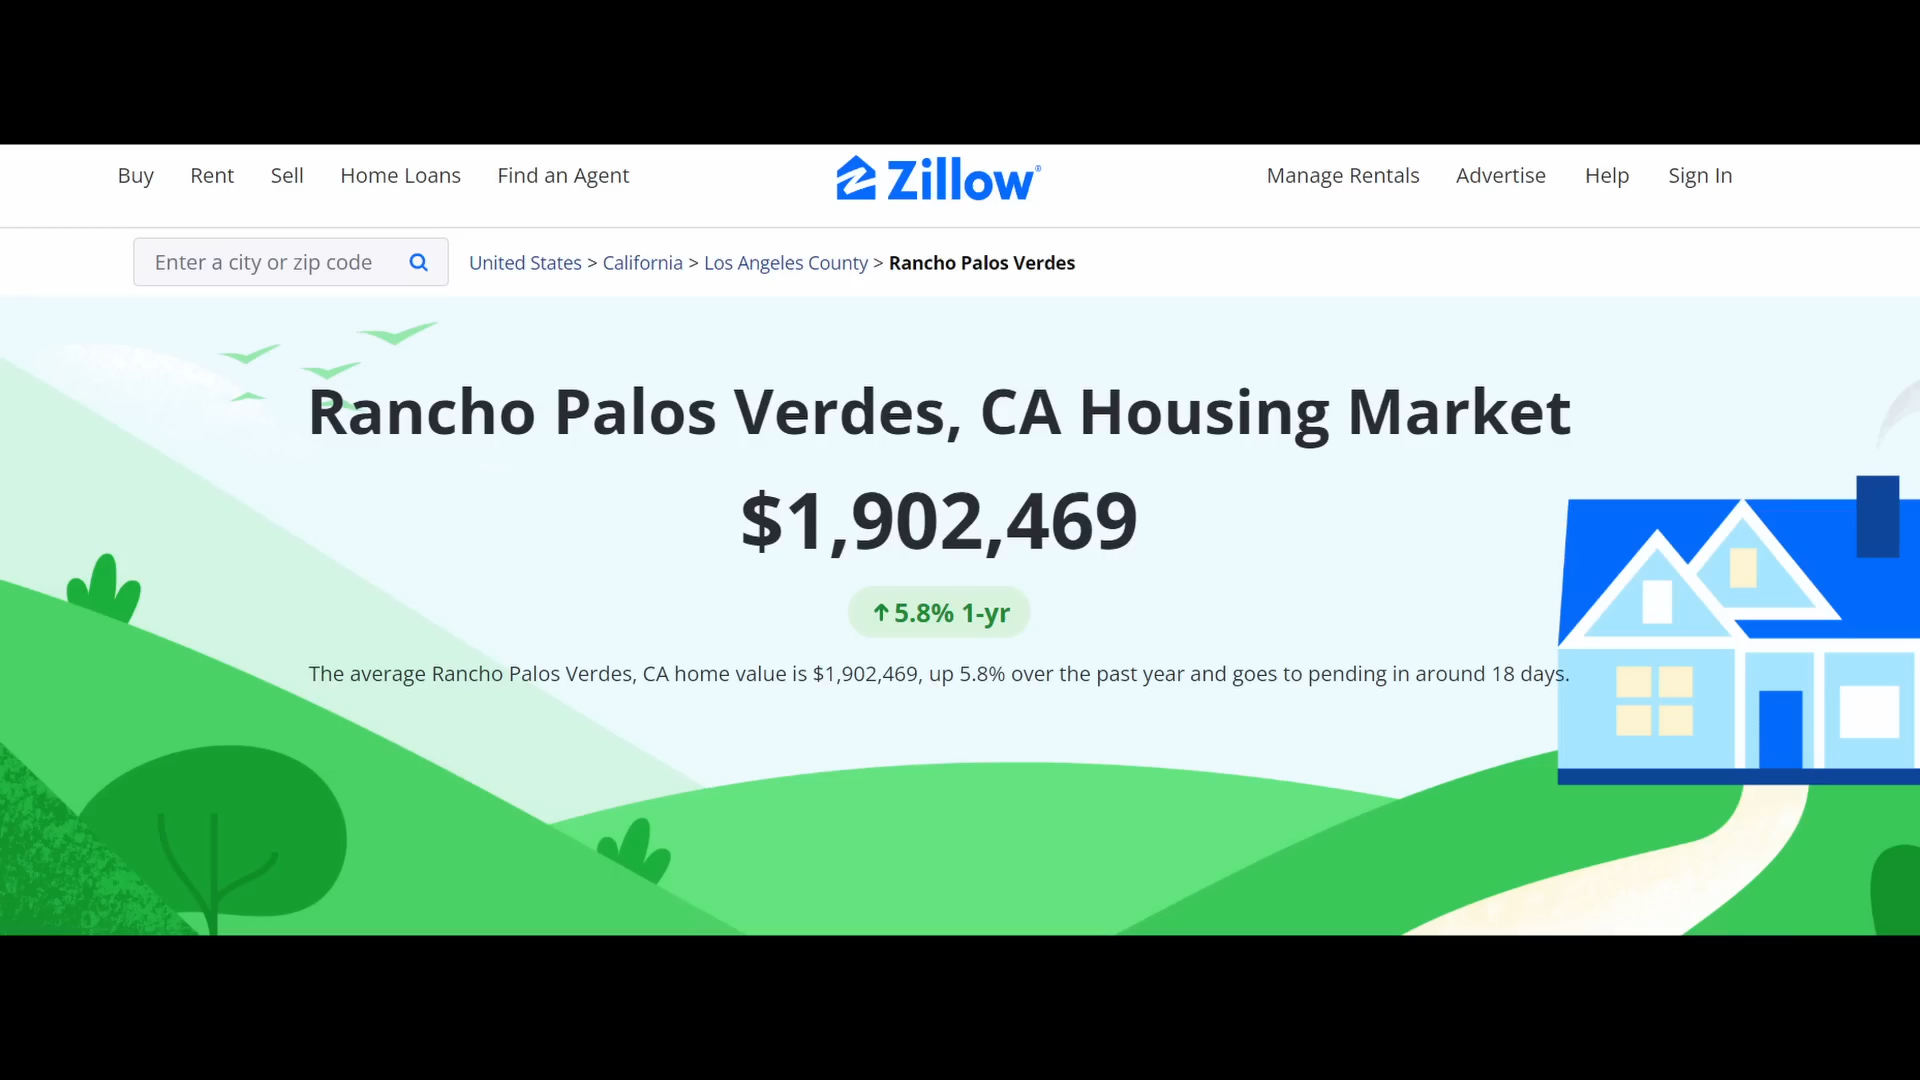 Buy Rent Sell Home Loans Find an Agent Zillow® Manage Rentals Advertise Help Sign In
Enter a city or zip code United States > California > Los Angeles County > Rancho Palos Verdes
Rancho Palos Verdes, CA Housing Market
$1,902,469
↑ 5.8% 1-yr
The average Rancho Palos Verdes, CA home value is $1,902,469, up 5.8% over the past year and goes to pending in around 18 days.